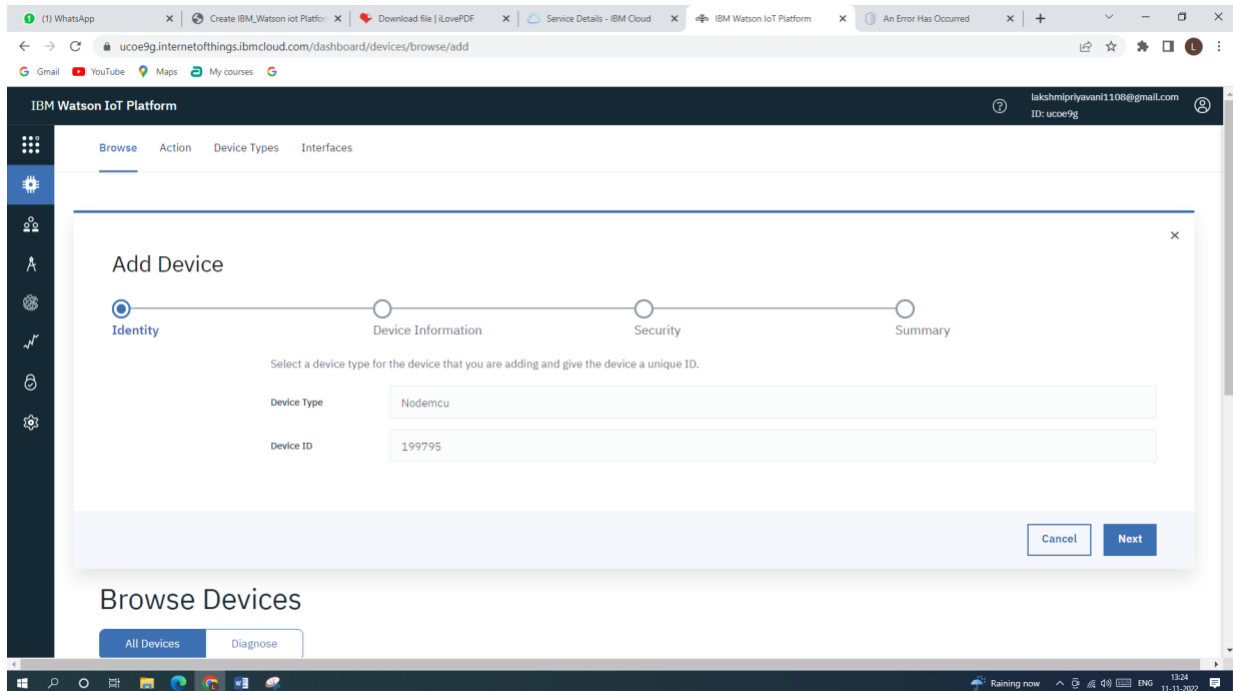 (1) WhatsApp
Create IBM_Watson iot Platfor
Download file | iLovePDF
Service Details - IBM Cloud
IBM Watson IoT Platform
An Error Has Occurred
ucoe9g.internetofthings.ibmcloud.com/dashboard/devices/browse/add
L
Gmail YouTube Maps My courses
IBM Watson IoT Platform
lakshmipriyavani1108@gmail.com
ID: ucoe9g
Browse Action Device Types Interfaces
Add Device
Identity Device Information Security Summary
Select a device type for the device that you are adding and give the device a unique ID.
Device Type Nodemcu
Device ID 199795
Cancel Next
Browse Devices
All Devices Diagnose
Raining now ENG 13:24
11-11-2022